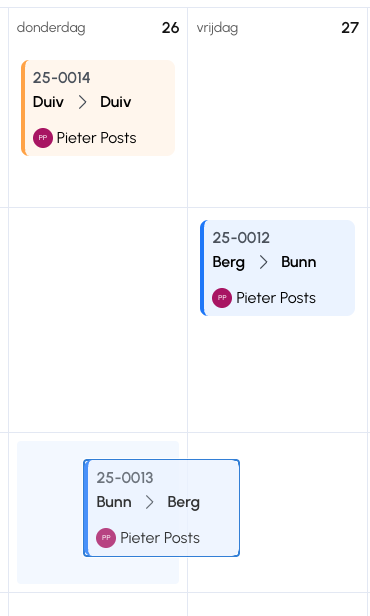 donderdag 26 vrijdag 27
25-0014
Duiv > Duiv
PP Pieter Posts
25-0012
Berg > Bunn
PP Pieter Posts
25-0013
Bunn > Berg
PP Pieter Posts